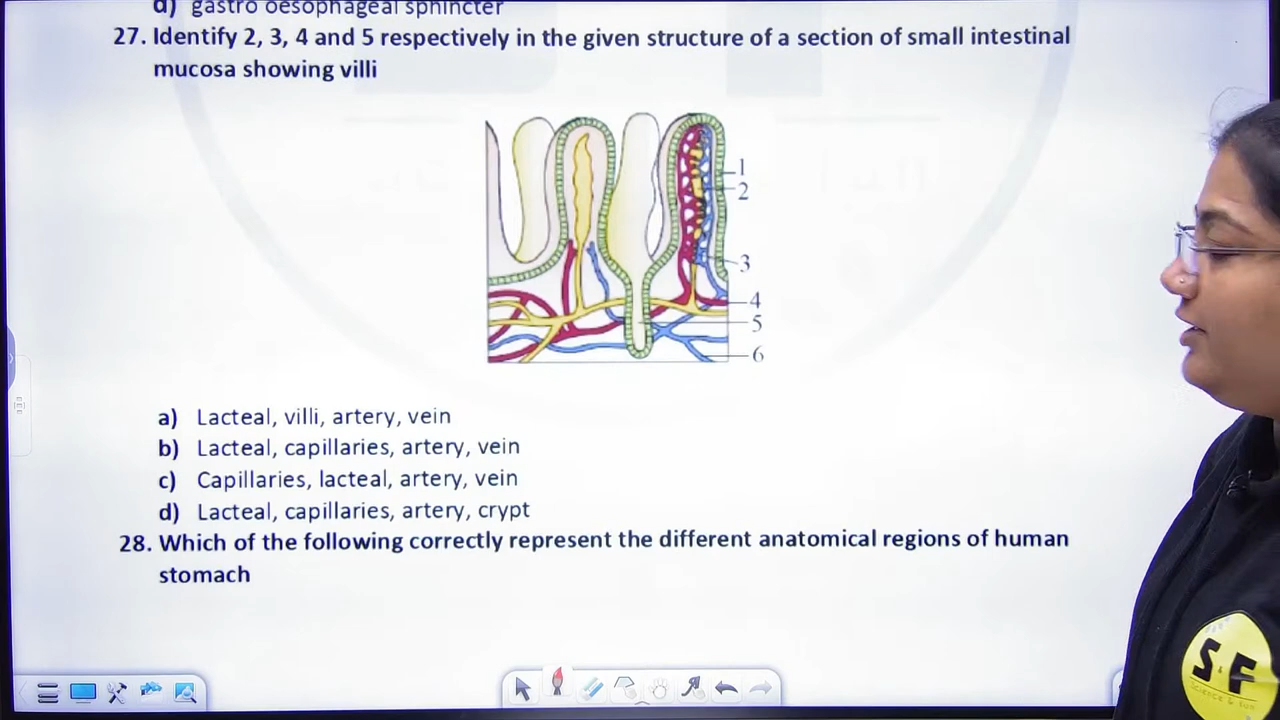 d) gastro oesophageal sphincter
27. Identify 2, 3, 4 and 5 respectively in the given structure of a section of small intestinal
mucosa showing villi
1
2
3
4
5
6
a) Lacteal, villi, artery, vein
b) Lacteal, capillaries, artery, vein
c) Capillaries, lacteal, artery, vein
d) Lacteal, capillaries, artery, crypt
28. Which of the following correctly represent the different anatomical regions of human
stomach
S&F
Science & Fun